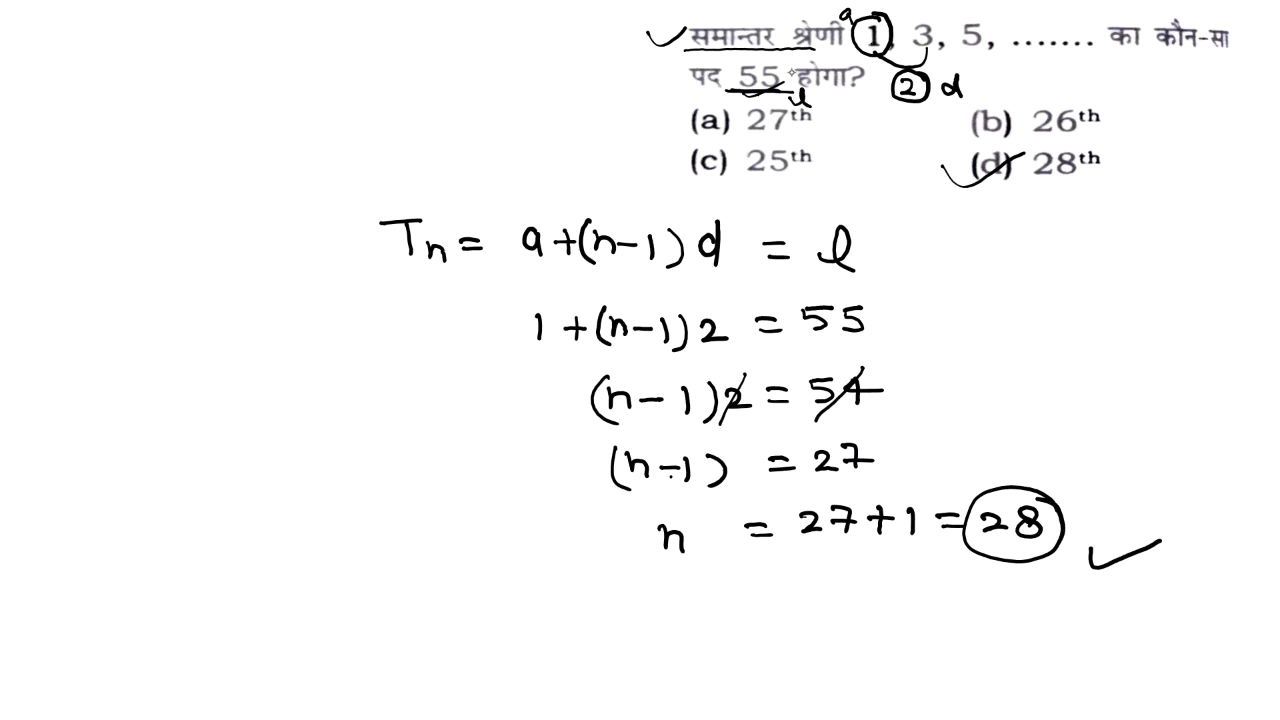 समान्तर श्रेणी 1, 3, 5, ....... का कौन-सा
a
पद 55 होगा?
l
2 d
(a) 27th (b) 26th
(c) 25th (d) 28th
Tn = a+(n-1)d = l
1+(n-1)2 = 55
(n-1)2 = 54
(n-1) = 27
n = 27+1 = 28